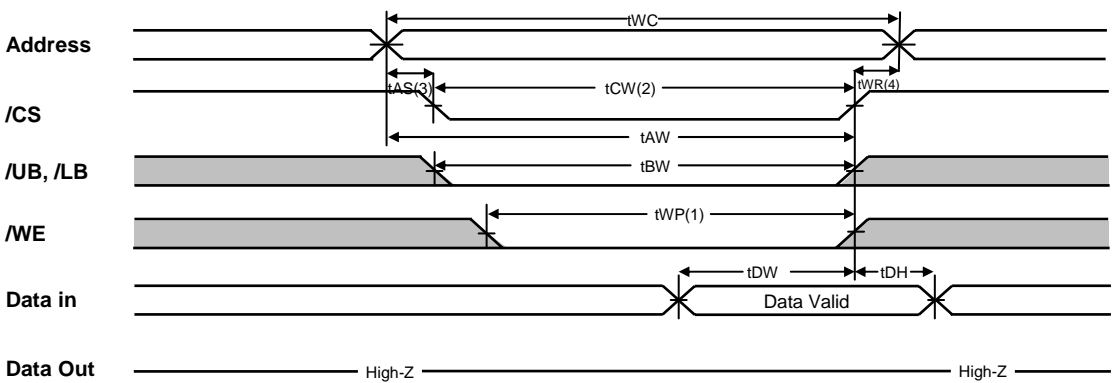 tWC
Address
tAS(3)
tCW(2)
tWR(4)
/CS
tAW
/UB, /LB
tBW
/WE
tWP(1)
tDW
tDH
Data in
Data Valid
Data Out
High-Z
High-Z